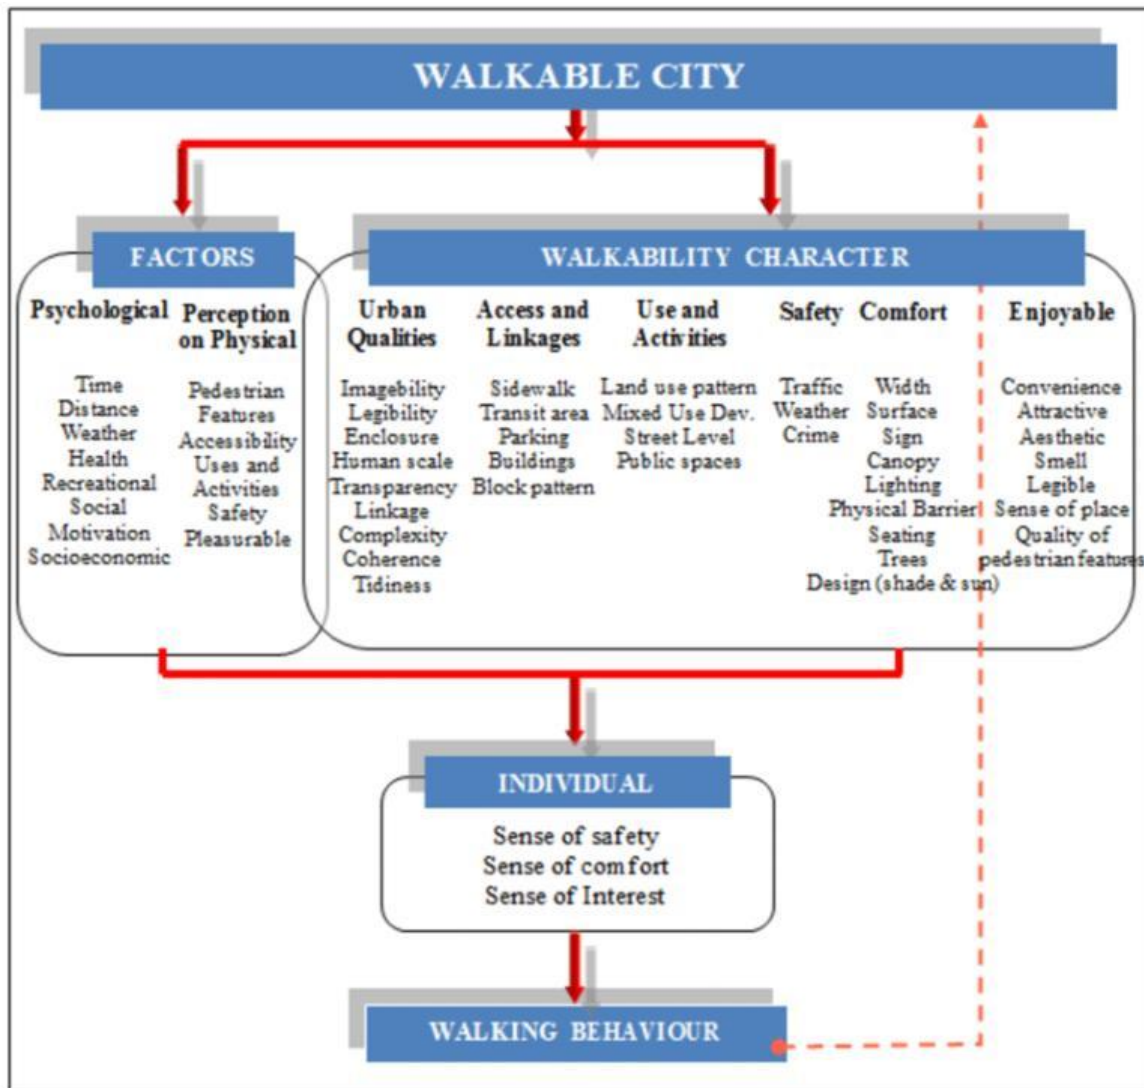 WALKABLE CITY
FACTORS
Psychological
Time
Distance
Weather
Health
Recreational
Social
Motivation
Socioeconomic
Perception
on Physical
Pedestrian
Features
Accessibility
Uses and
Activities
Safety
Pleasurable
WALKABILITY CHARACTER
Urban
Qualities
Imagebility
Legibility
Enclosure
Human scale
Transparency
Linkage
Complexity
Coherence
Tidiness
Access and
Linkages
Sidewalk
Transit area
Parking
Buildings
Block pattern
Use and
Activities
Land use pattern
Mixed Use Dev.
Street Level
Public spaces
Safety
Traffic
Weather
Crime
Comfort
Width
Surface
Sign
Canopy
Lighting
Physical Barrier
Seating
Trees
Design (shade & sun)
Enjoyable
Convenience
Attractive
Aesthetic
Smell
Legible
Sense of place
Quality of
pedestrian features
INDIVIDUAL
Sense of safety
Sense of comfort
Sense of Interest
WALKING BEHAVIOUR